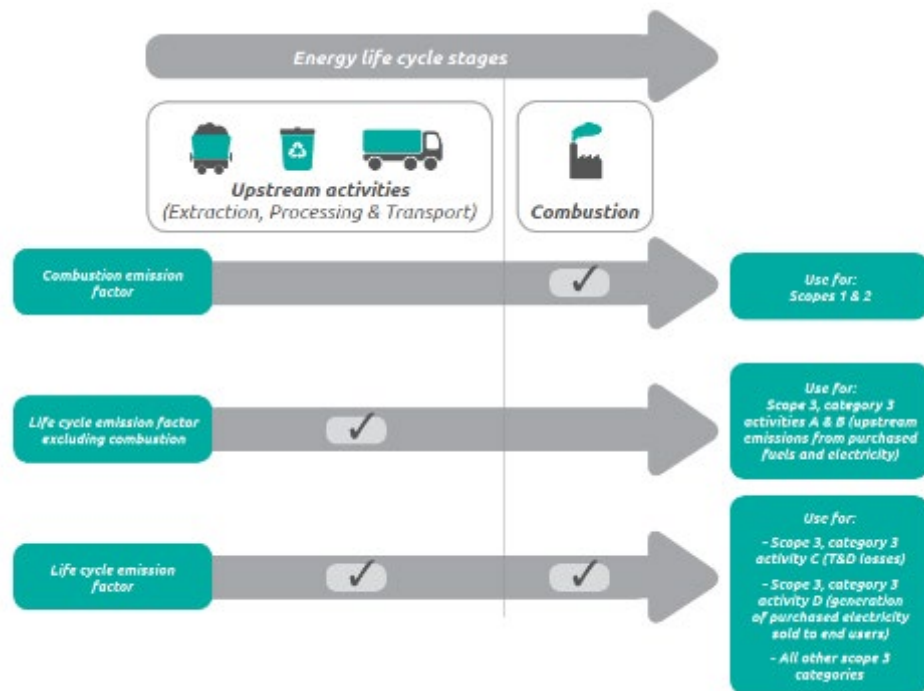 Energy life cycle stages
Upstream activities
(Extraction, Processing & Transport)
Combustion
Combustion emission
factor
Use for:
Scopes 1 & 2
Life cycle emission factor
excluding combustion
Use for:
Scope 3, category 3
activities A & B (upstream
emissions from purchased
fuels and electricity)
Life cycle emission
factor
Use for:
- Scope 3, category 3
activity C (T&D losses)
- Scope 3, category 3
activity D (generation
of purchased electricity
sold to end users)
- All other scope 3
categories